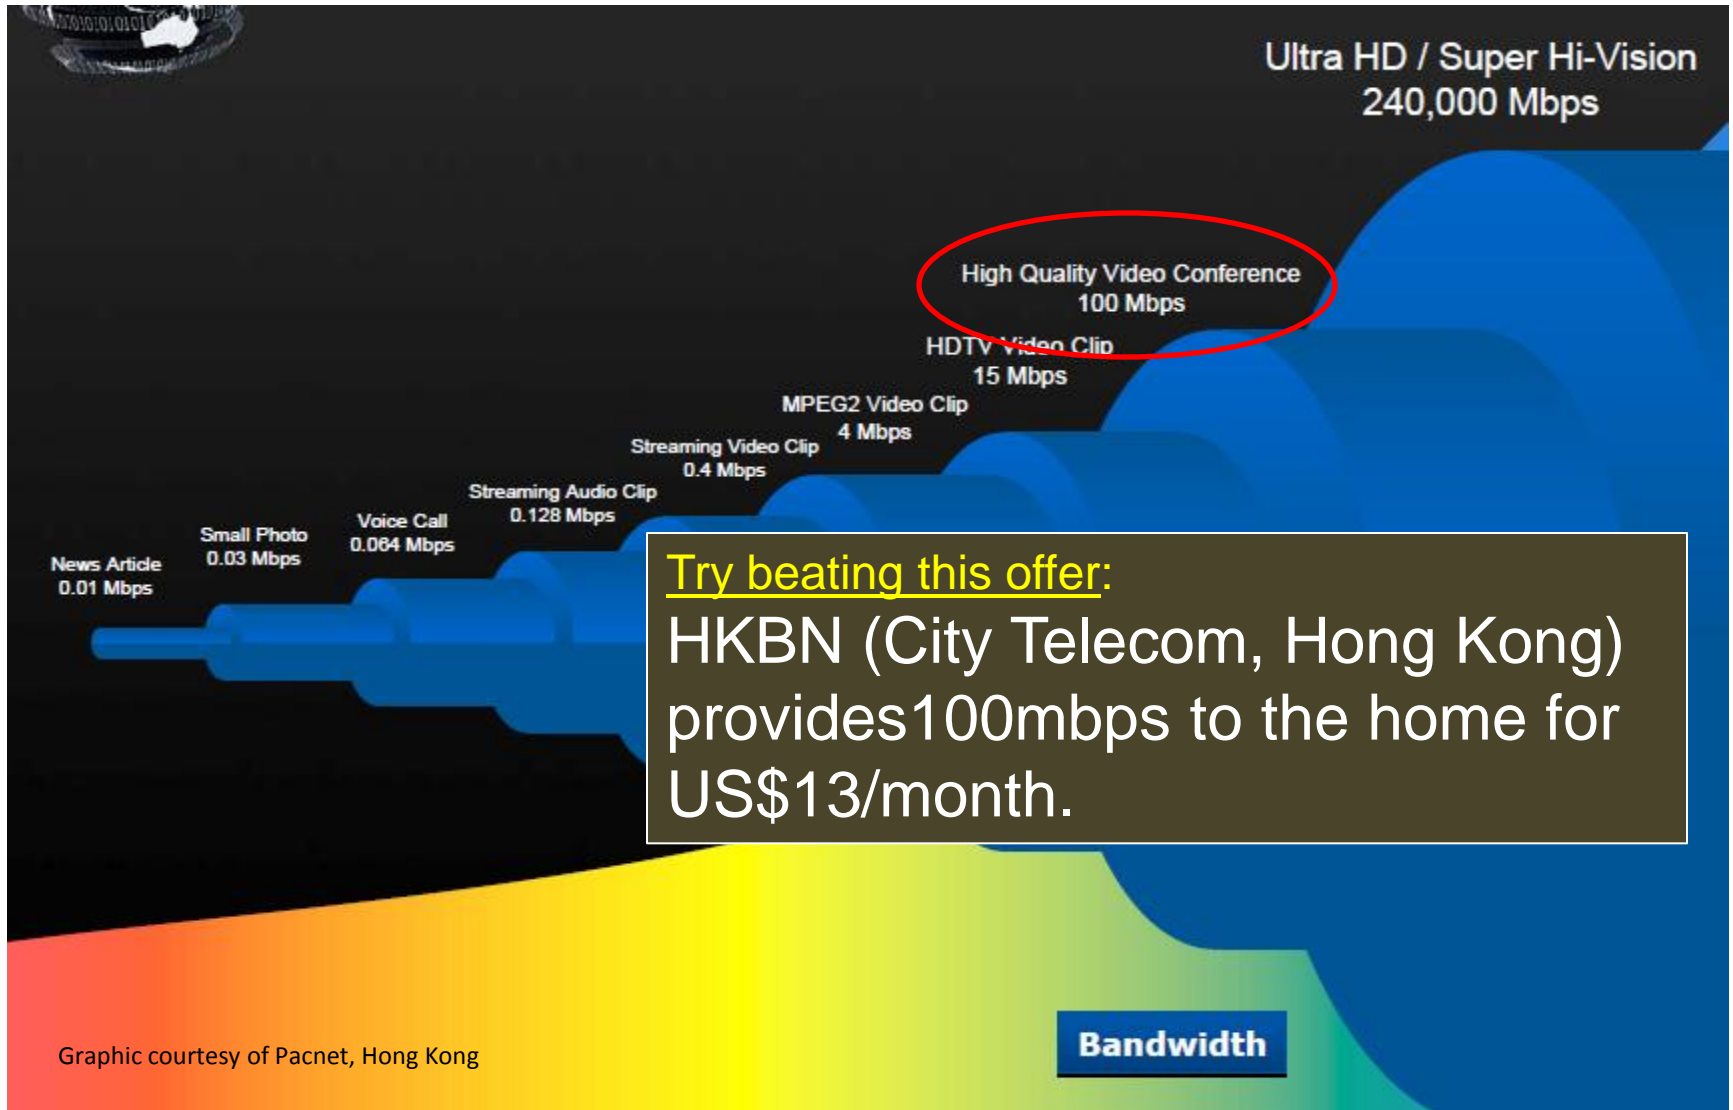 Ultra HD / Super Hi-Vision
240,000 Mbps
High Quality Video Conference
100 Mbps
HDTV Video Clip
15 Mbps
MPEG2 Video Clip
4 Mbps
Streaming Video Clip
0.4 Mbps
Streaming Audio Clip
0.128 Mbps
Voice Call
0.064 Mbps
Small Photo
0.03 Mbps
News Article
0.01 Mbps
Try beating this offer:
HKBN (City Telecom, Hong Kong)
provides100mbps to the home for
US$13/month.
Bandwidth
Graphic courtesy of Pacnet, Hong Kong